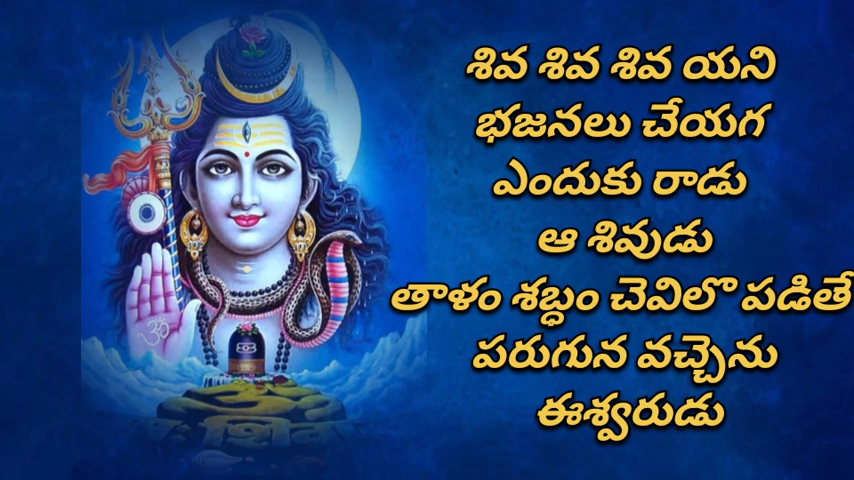 శివ శివ శివ యని
భజనలు చేయగ
ఎందుకు రాడు
ఆ శివుడు
తాళం శబ్ధం చెవిలొ పడితే
పరుగున వచ్చెను
ఈశ్వరుడు
ॐ